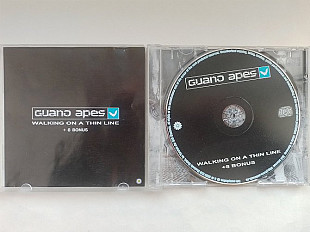 GUANO APES
WALKING ON A THIN LINE
+ 8 BONUS
GUANO APES
WALKING ON A THIN LINE
+8 BONUS